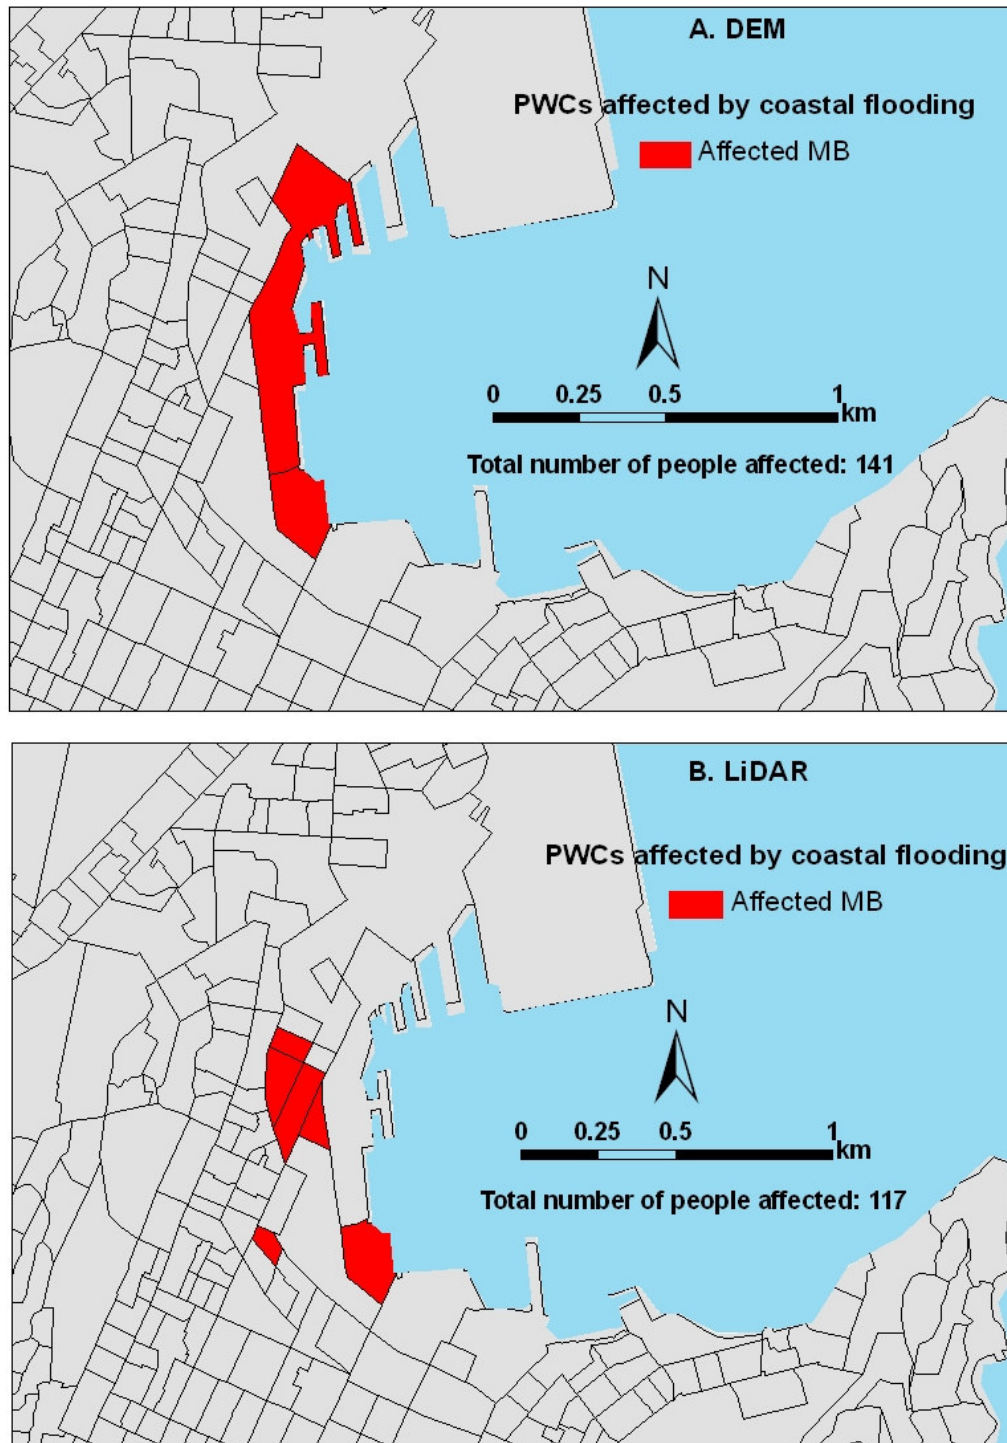 A. DEM
PWCs affected by coastal flooding
Affected MB
N
0 0.25 0.5 1
km
Total number of people affected: 141
B. LiDAR
PWCs affected by coastal flooding
Affected MB
N
0 0.25 0.5 1
km
Total number of people affected: 117